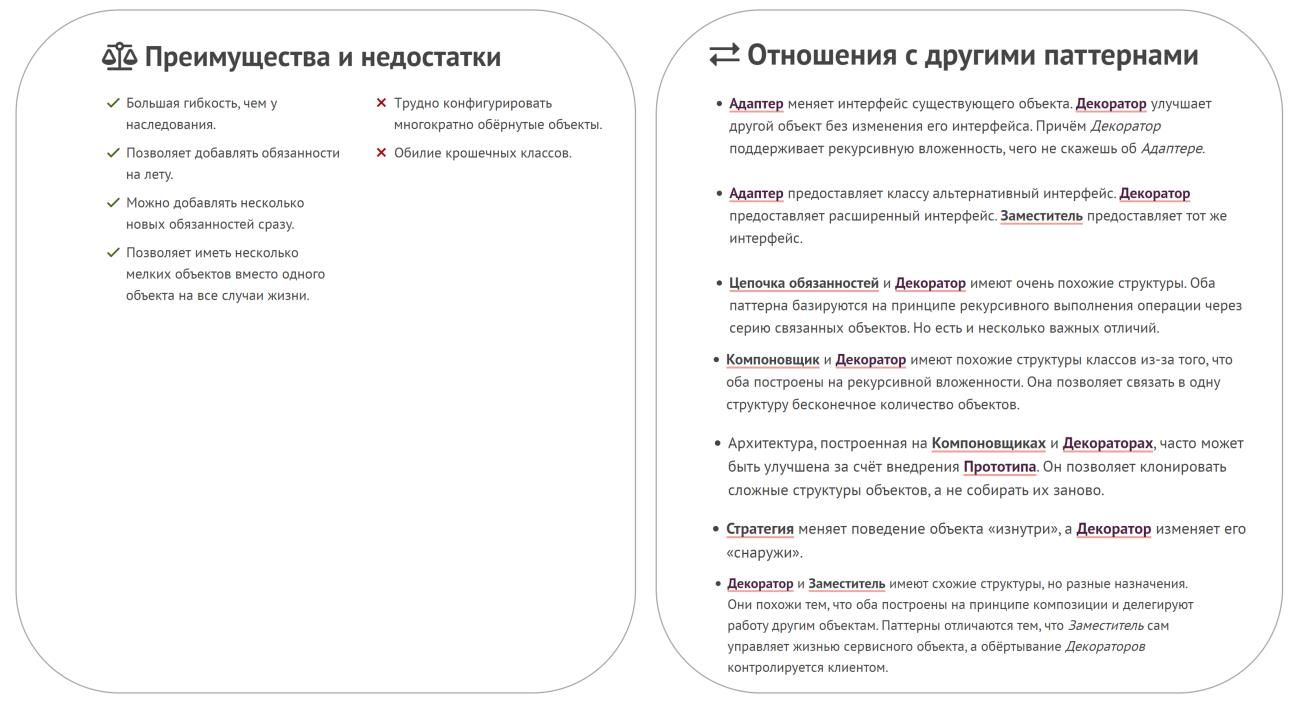 Преимущества и недостатки
Большая гибкость, чем у
наследования.
Позволяет добавлять обязанности
на лету.
Можно добавлять несколько
новых обязанностей сразу.
Позволяет иметь несколько
мелких объектов вместо одного
объекта на все случаи жизни.
Трудно конфигурировать
многократно обёрнутые объекты.
Обилие крошечных классов.
Отношения с другими паттернами
• Адаптер меняет интерфейс существующего объекта. Декоратор улучшает
другой объект без изменения его интерфейса. Причём Декоратор
поддерживает рекурсивную вложенность, чего не скажешь об Адаптере.
• Адаптер предоставляет классу альтернативный интерфейс. Декоратор
предоставляет расширенный интерфейс. Заместитель предоставляет тот же
интерфейс.
• Цепочка обязанностей и Декоратор имеют очень похожие структуры. Оба
паттерна базируются на принципе рекурсивного выполнения операции через
серию связанных объектов. Но есть и несколько важных отличий.
• Компоновщик и Декоратор имеют похожие структуры классов из-за того, что
оба построены на рекурсивной вложенности. Она позволяет связать в одну
структуру бесконечное количество объектов.
• Архитектура, построенная на Компоновщиках и Декораторах, часто может
быть улучшена за счёт внедрения Прототипа. Он позволяет клонировать
сложные структуры объектов, а не собирать их заново.
• Стратегия меняет поведение объекта «изнутри», а Декоратор изменяет его
«снаружи».
• Декоратор и Заместитель имеют схожие структуры, но разные назначения.
Они похожи тем, что оба построены на принципе композиции и делегируют
работу другим объектам. Паттерны отличаются тем, что Заместитель сам
управляет жизнью сервисного объекта, а обёртывание Декораторов
контролируется клиентом.